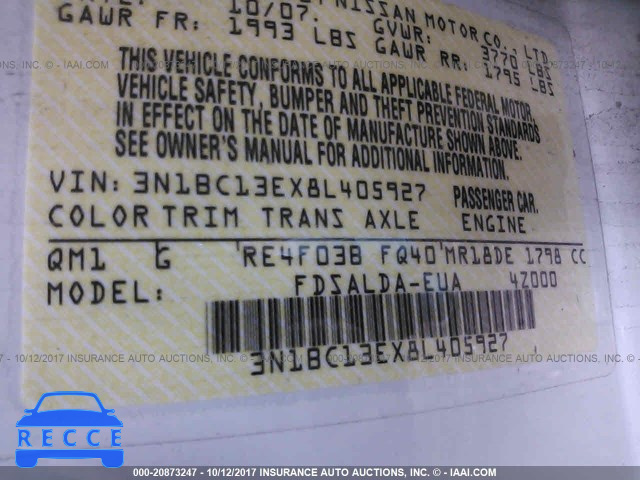 DATE: 10/07. NISSAN MOTOR CO., LTD
GAWR FR: 1993 LBS GVWR: 3770 LBS
GAWR RR: 1795 LBS
THIS VEHICLE CONFORMS TO ALL APPLICABLE FEDERAL MOTOR
VEHICLE SAFETY, BUMPER AND THEFT PREVENTION STANDARDS
IN EFFECT ON THE DATE OF MANUFACTURE SHOWN ABOVE.
SEE OWNER'S MANUAL FOR ADDITIONAL INFORMATION.
VIN: 3N1BC13EX8L405927 PASSENGER CAR.
COLOR TRIM TRANS AXLE ENGINE
QM1 G 'RE4F03B FQ40'MR18DE 1798 CC
MODEL: FDSALDA-EUA 4Z000
3N1BC13EX8L405927
RECCE
000-20873247 - 10/12/2017 INSURANCE AUTO AUCTIONS, INC. - © IAAI.COM